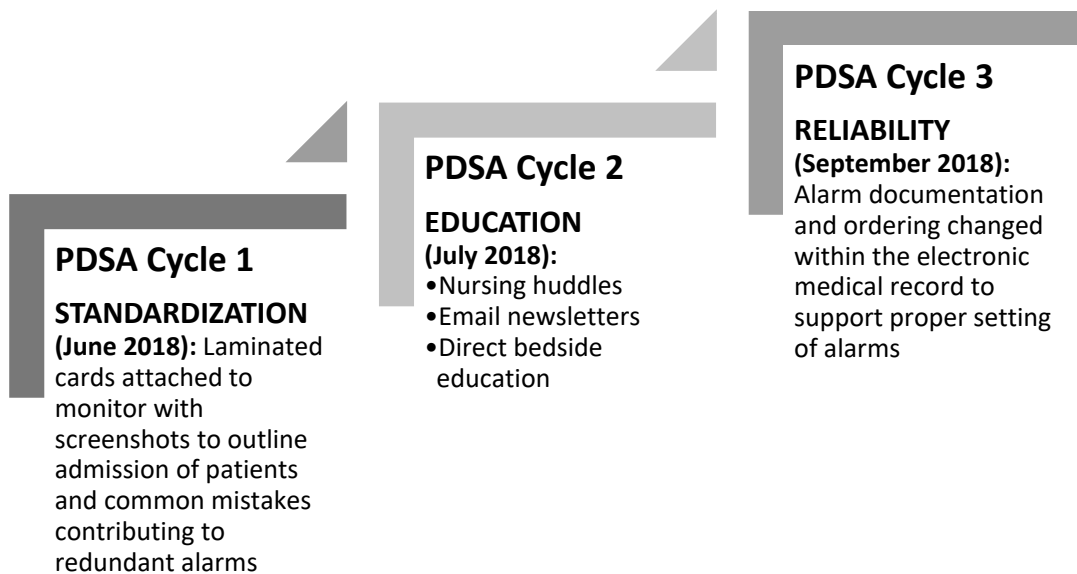 PDSA Cycle 1
STANDARDIZATION
(June 2018): Laminated
cards attached to
monitor with
screenshots to outline
admission of patients
and common mistakes
contributing to
redundant alarms
PDSA Cycle 2
EDUCATION
(July 2018):
•Nursing huddles
•Email newsletters
•Direct bedside
education
PDSA Cycle 3
RELIABILITY
(September 2018):
Alarm documentation
and ordering changed
within the electronic
medical record to
support proper setting
of alarms